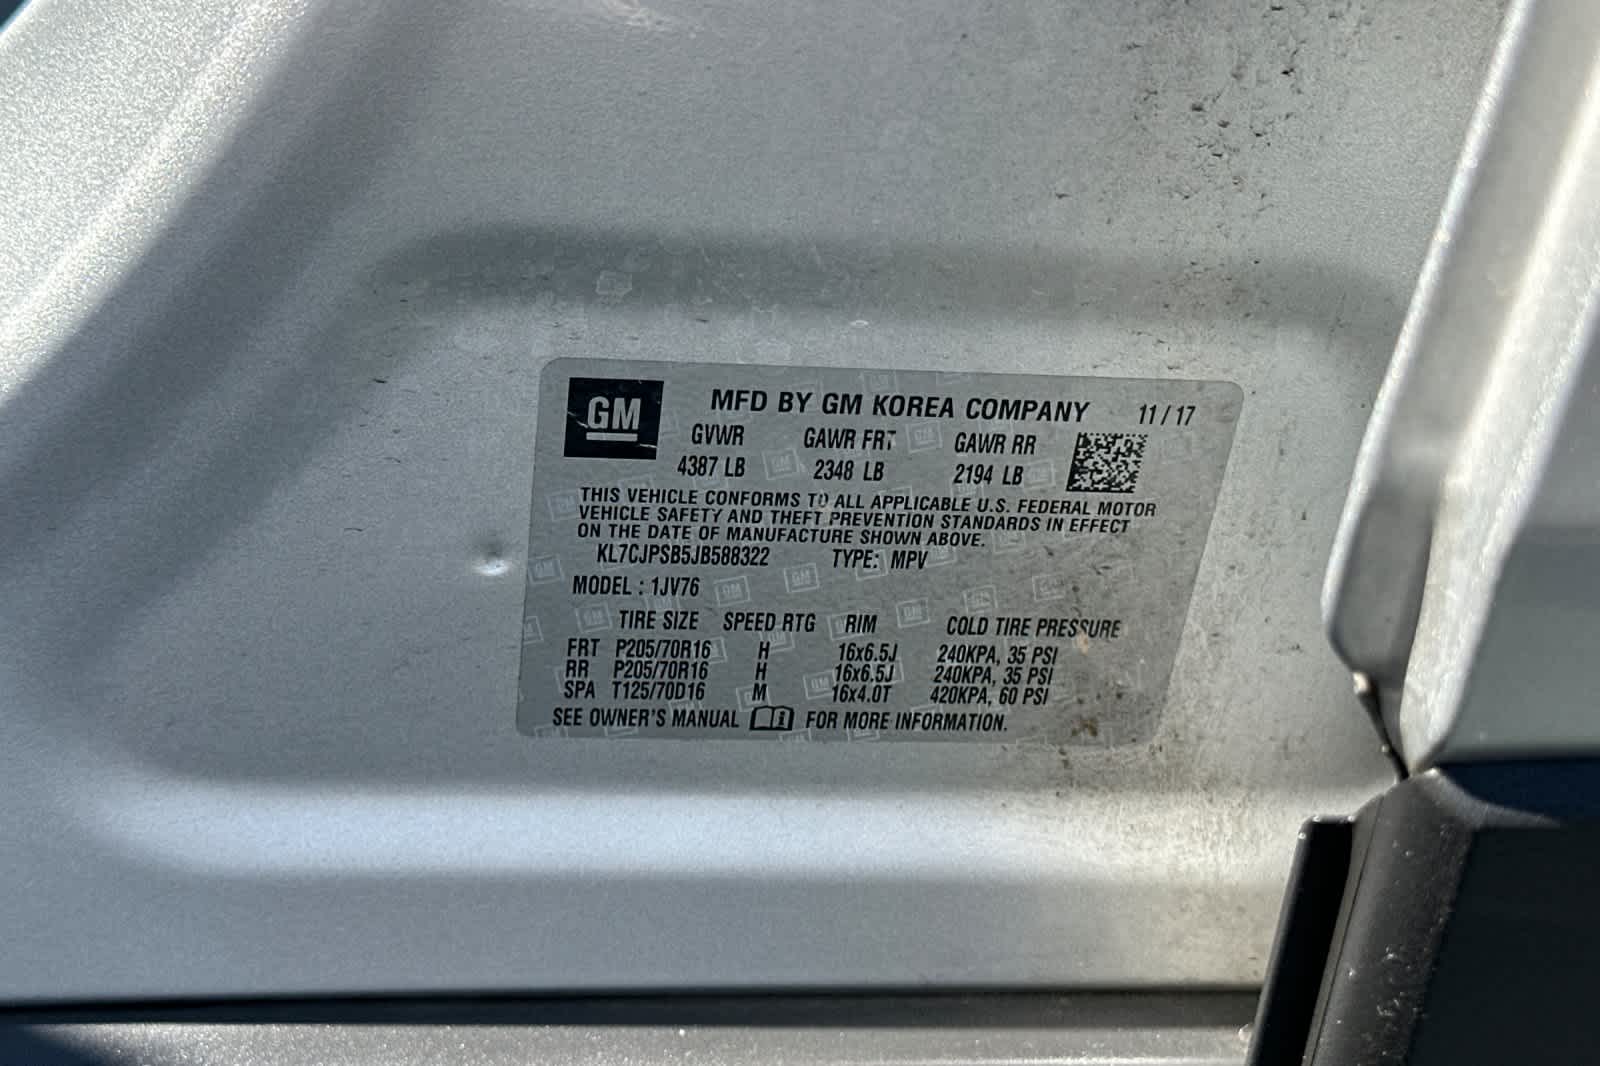 GM MFD BY GM KOREA COMPANY 11/17
GVWR GAWR FRT GAWR RR
4387 LB 2348 LB 2194 LB
THIS VEHICLE CONFORMS TO ALL APPLICABLE U.S. FEDERAL MOTOR
VEHICLE SAFETY AND THEFT PREVENTION STANDARDS IN EFFECT
ON THE DATE OF MANUFACTURE SHOWN ABOVE.
KL7CJPSB5JB588322 TYPE: MPV
MODEL : 1JV76
TIRE SIZE SPEED RTG RIM COLD TIRE PRESSURE
FRT P205/70R16 H 16x6.5J 240KPA, 35 PSI
RR P205/70R16 H 16x6.5J 240KPA, 35 PSI
SPA T125/70D16 M 16x4.0T 420KPA, 60 PSI
SEE OWNER'S MANUAL FOR MORE INFORMATION.